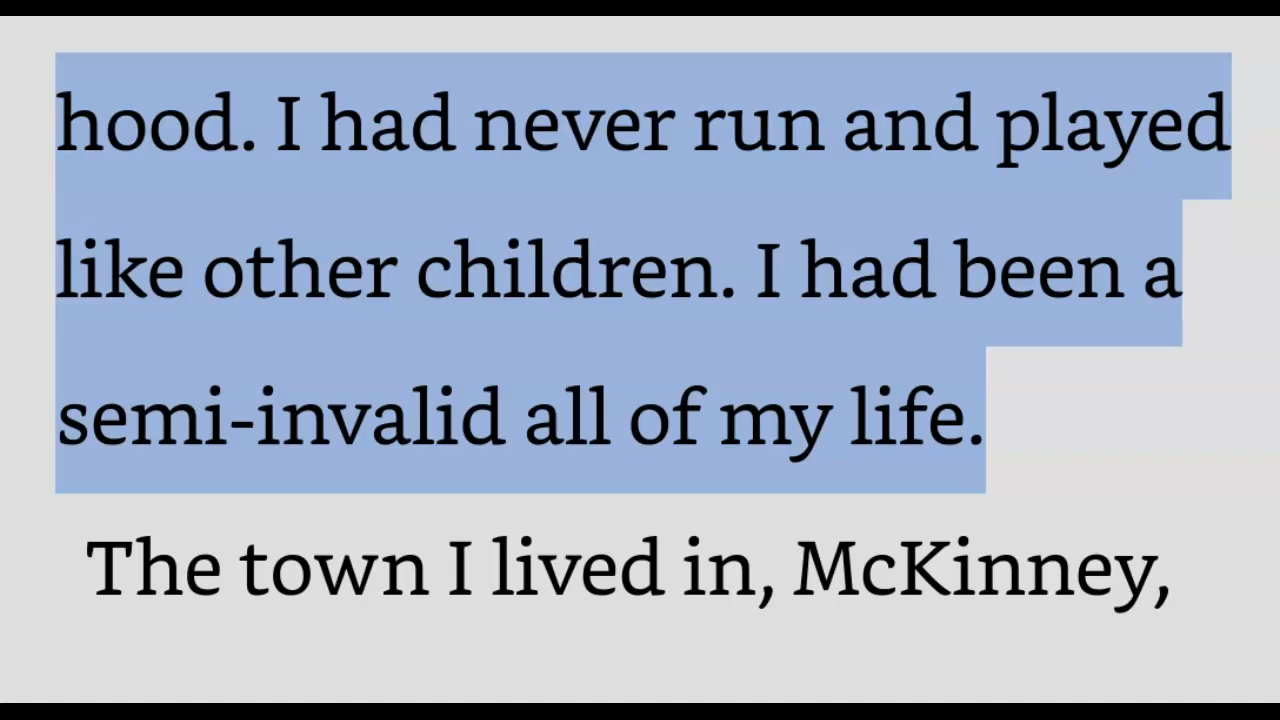 hood. I had never run and played
like other children. I had been a
semi-invalid all of my life.
The town I lived in, McKinney,